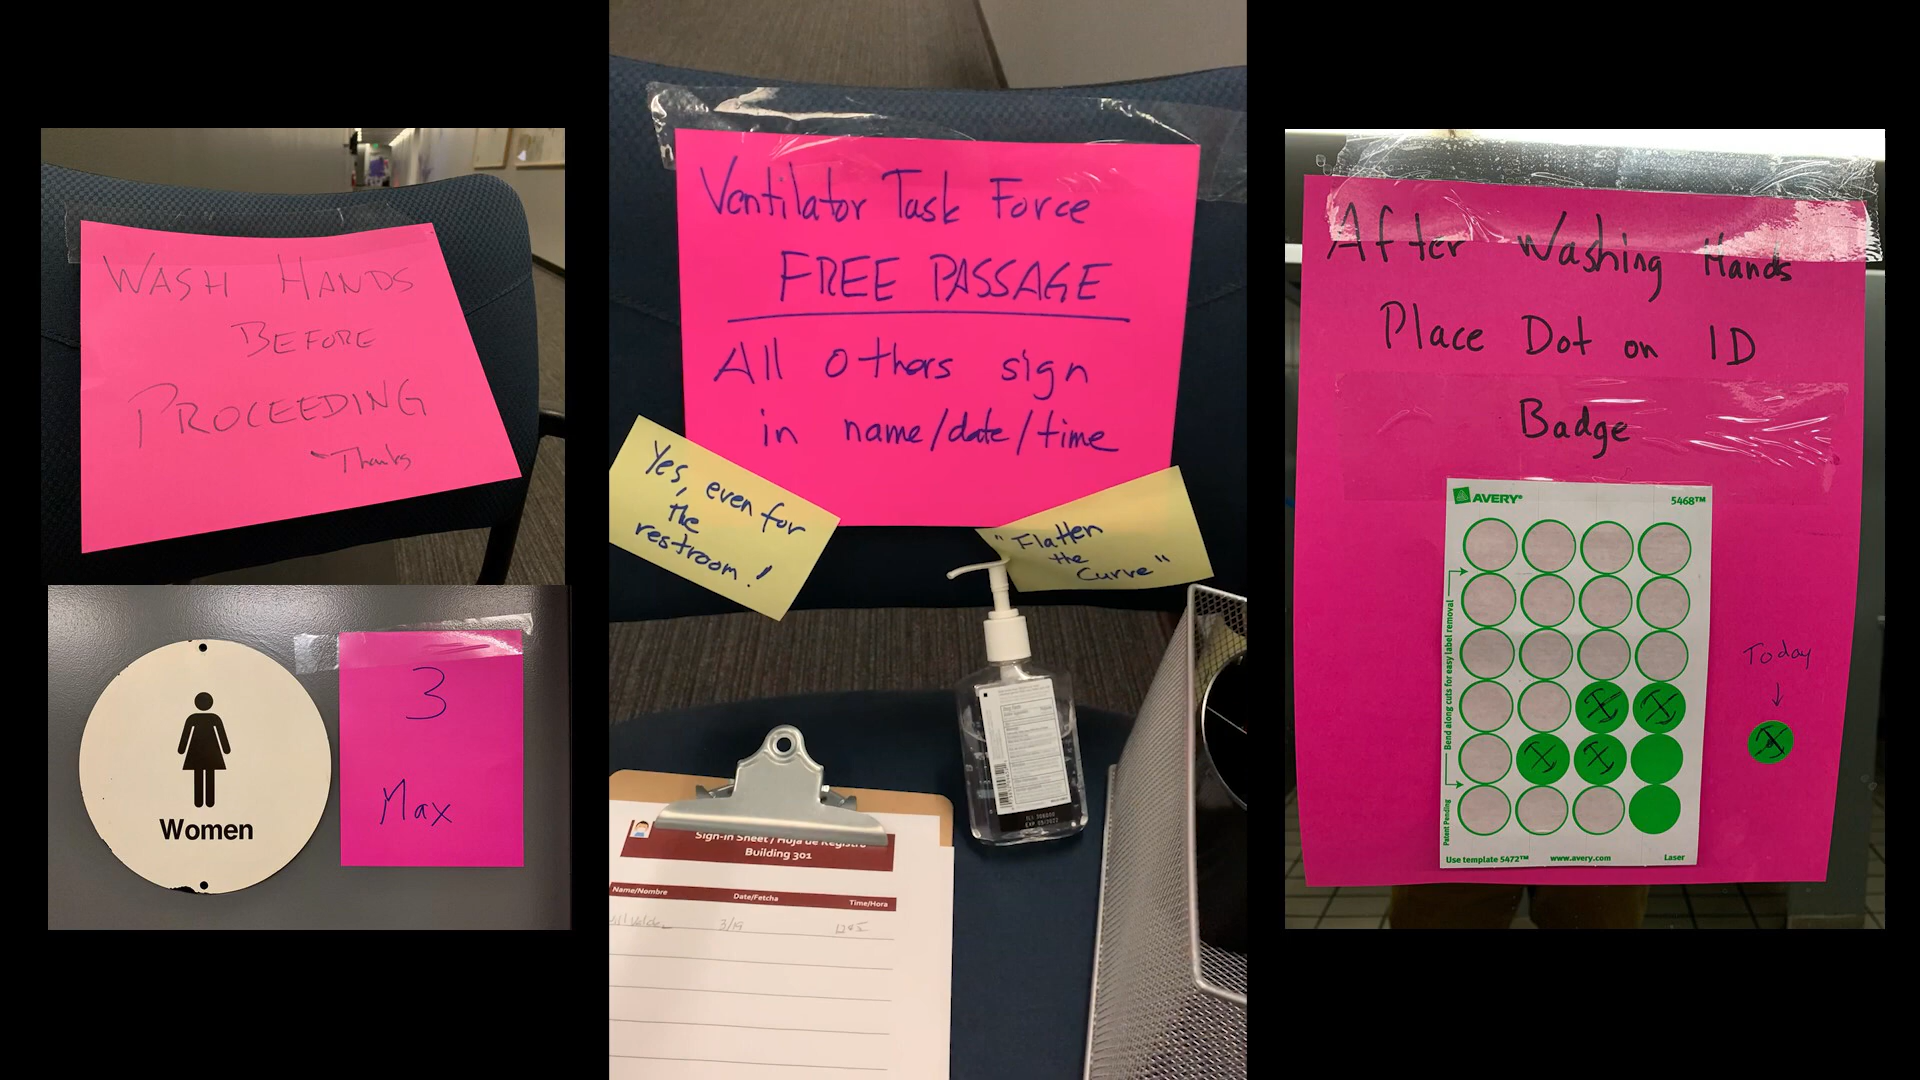 WASH HANDS
BEFORE
PROCEEDING
-Thanks
Women
3
Max
Ventilator Task Force
FREE PASSAGE
All others sign
in name/date/time
Yes, even for
the
restroom!
"Flatten
the
Curve"
Sign-in Sheet / Hoja de Registro
Building 301
Name/Nombre Date/Fetcha Time/Hora
3/19
EXP 05/2022
After Washing Hands
Place Dot on ID
Badge
AVERY® 5468™
Bend along cuts for easy label removal
Patent Pending
Use template 5472™ www.avery.com Laser
Today